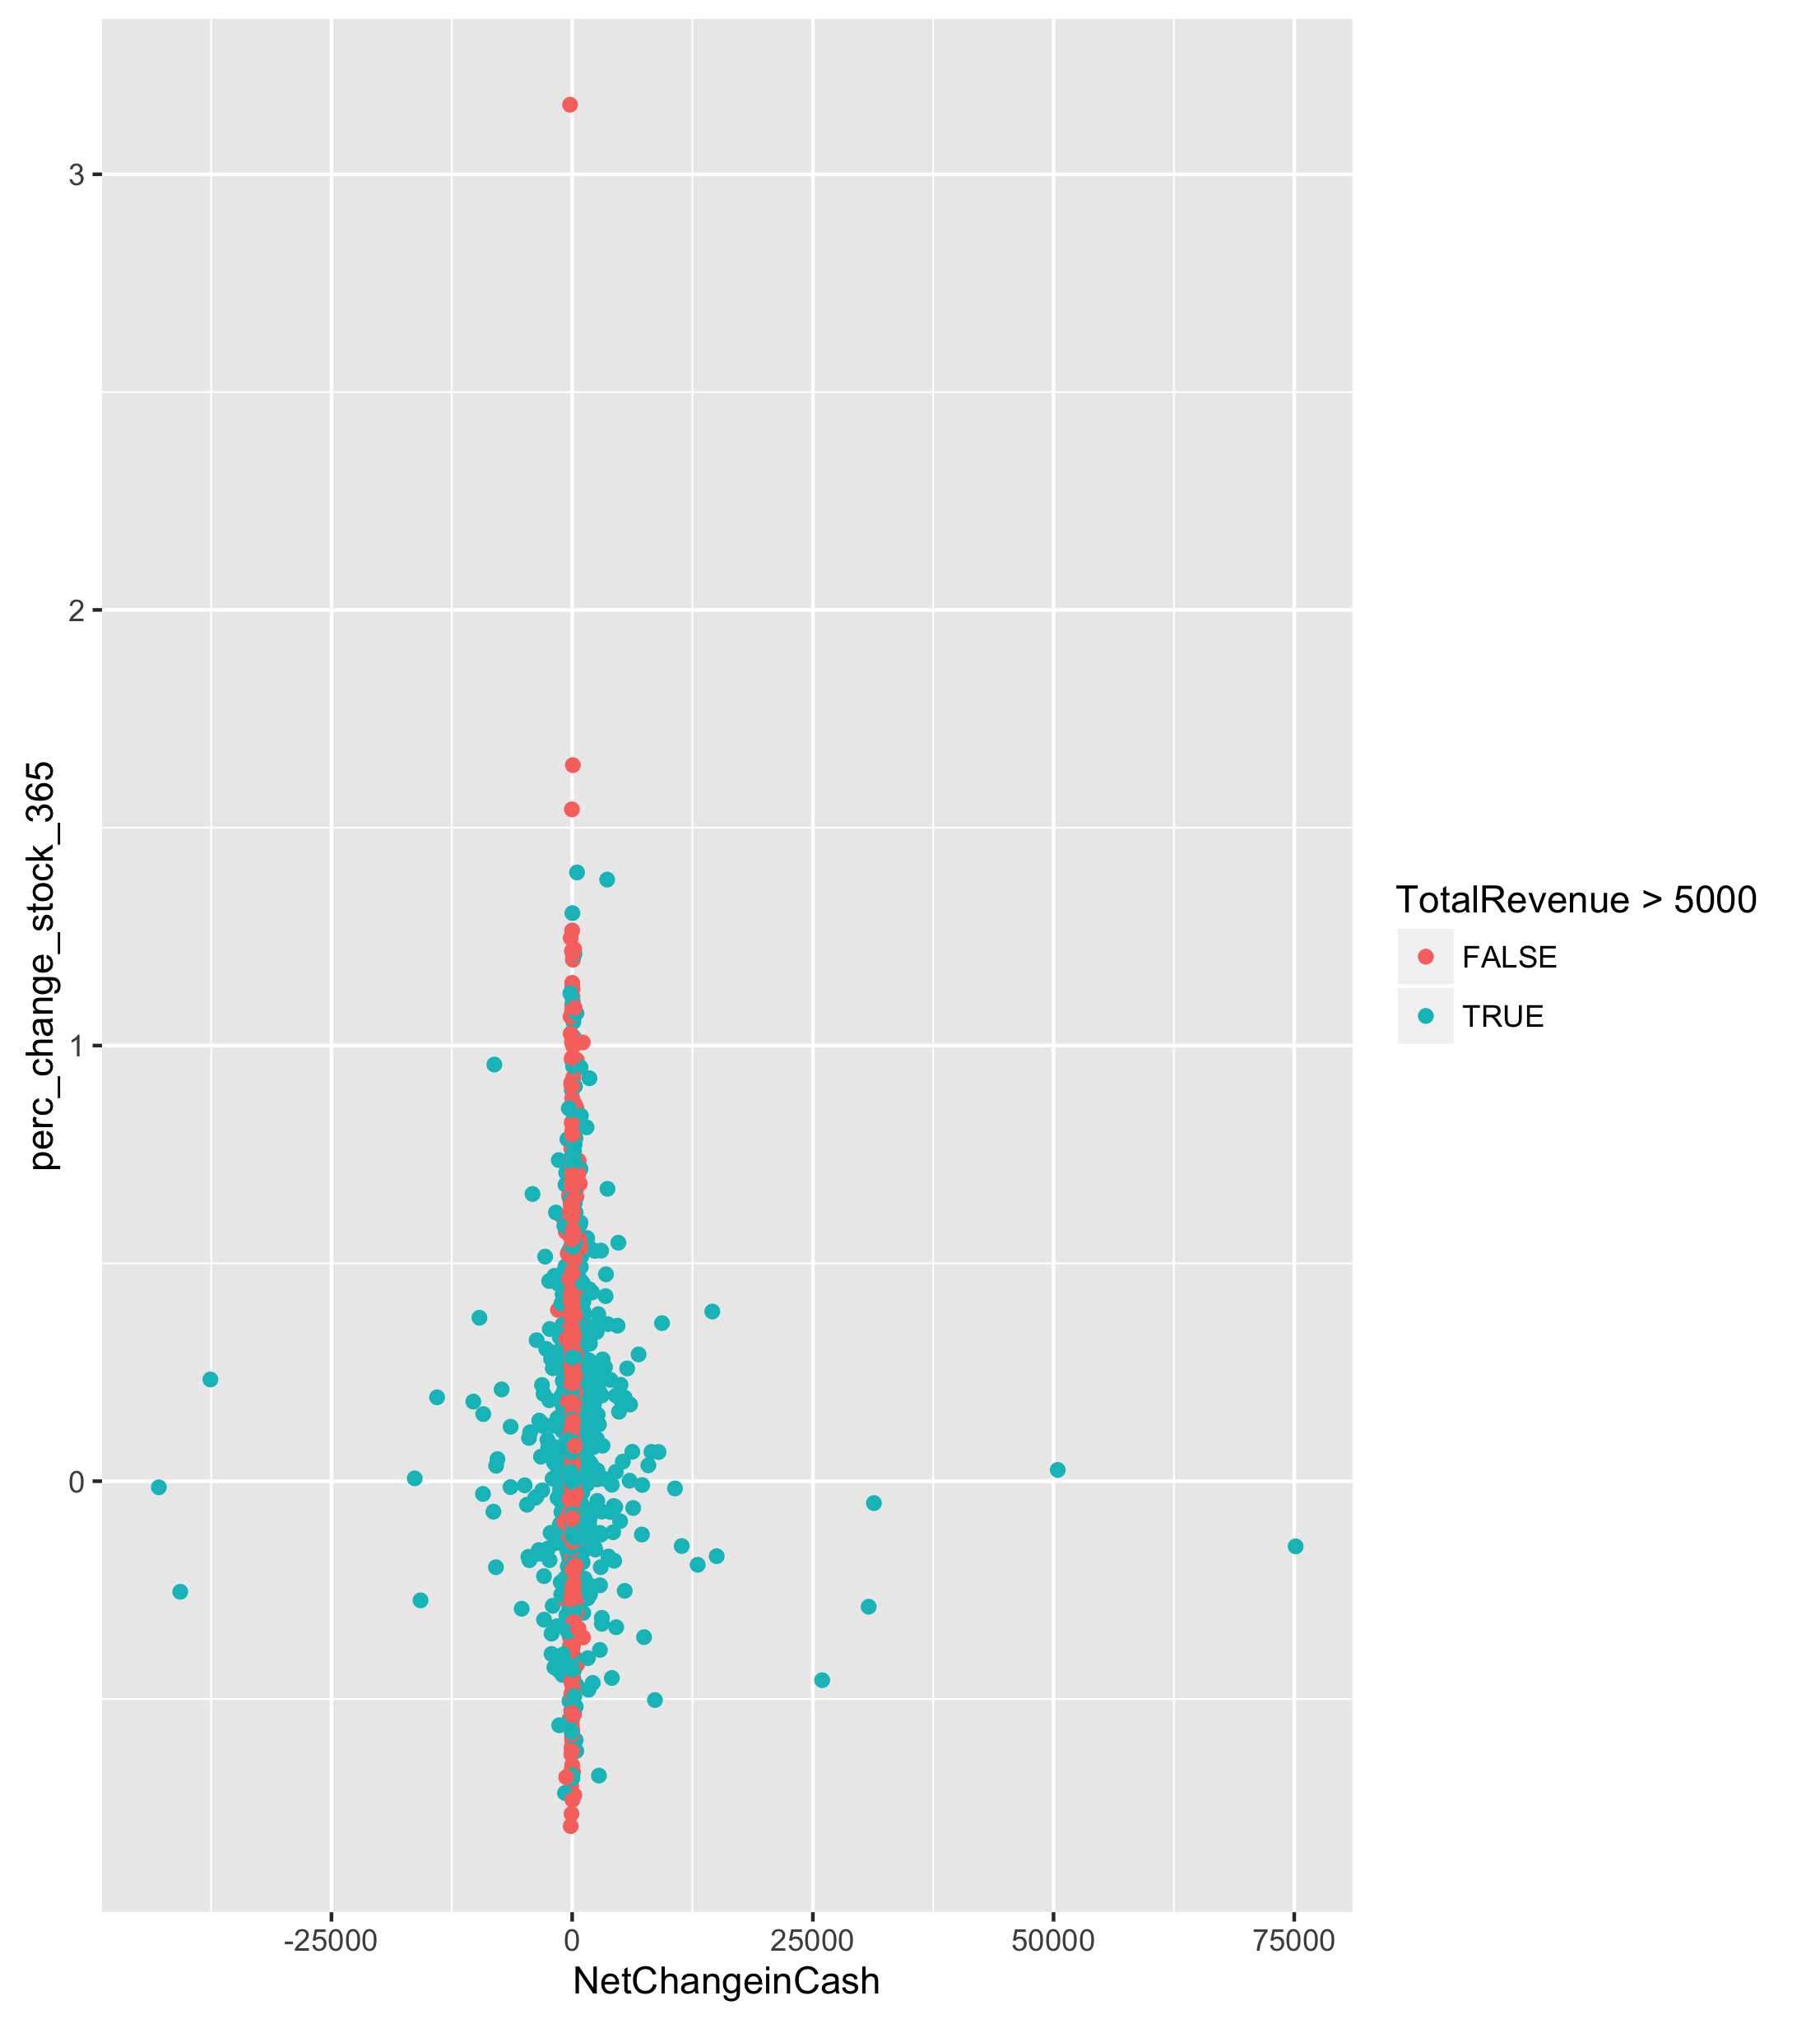 3
2
1
0
perc_change_stock_365
-25000 0 25000 50000 75000
NetChangeinCash
TotalRevenue > 5000
FALSE
TRUE